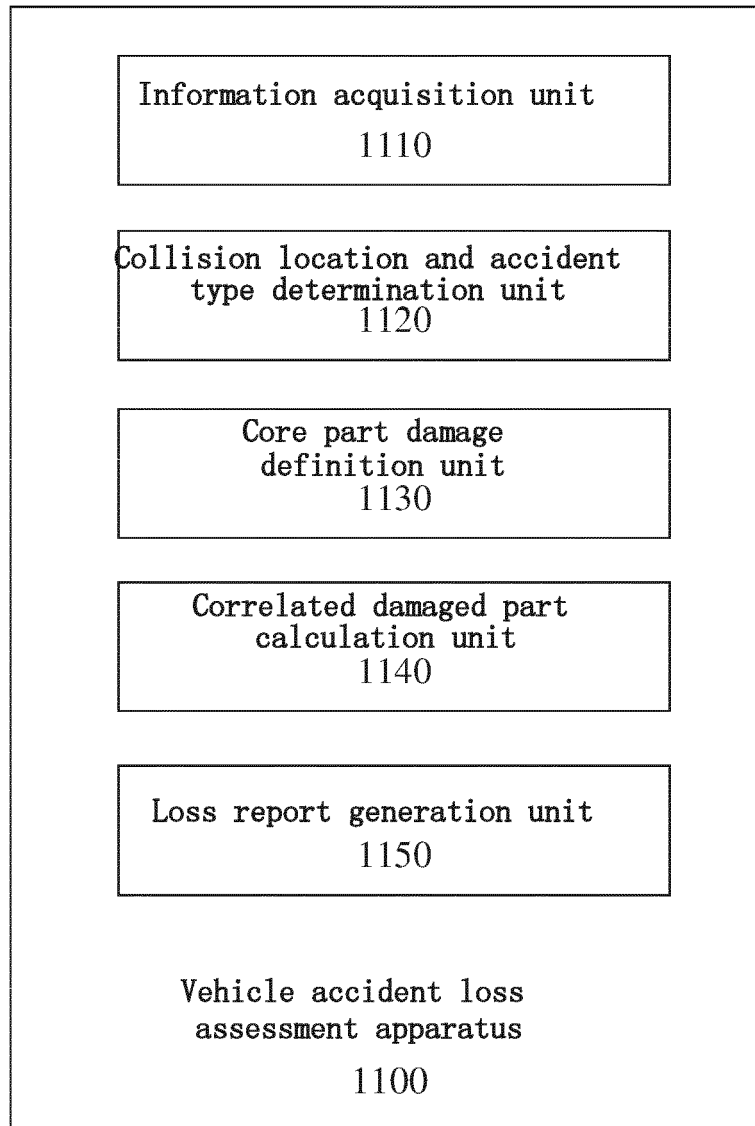 Information acquisition unit
1110
Collision location and accident
type determination unit
1120
Core part damage
definition unit
1130
Correlated damaged part
calculation unit
1140
Loss report generation unit
1150
Vehicle accident loss
assessment apparatus
1100